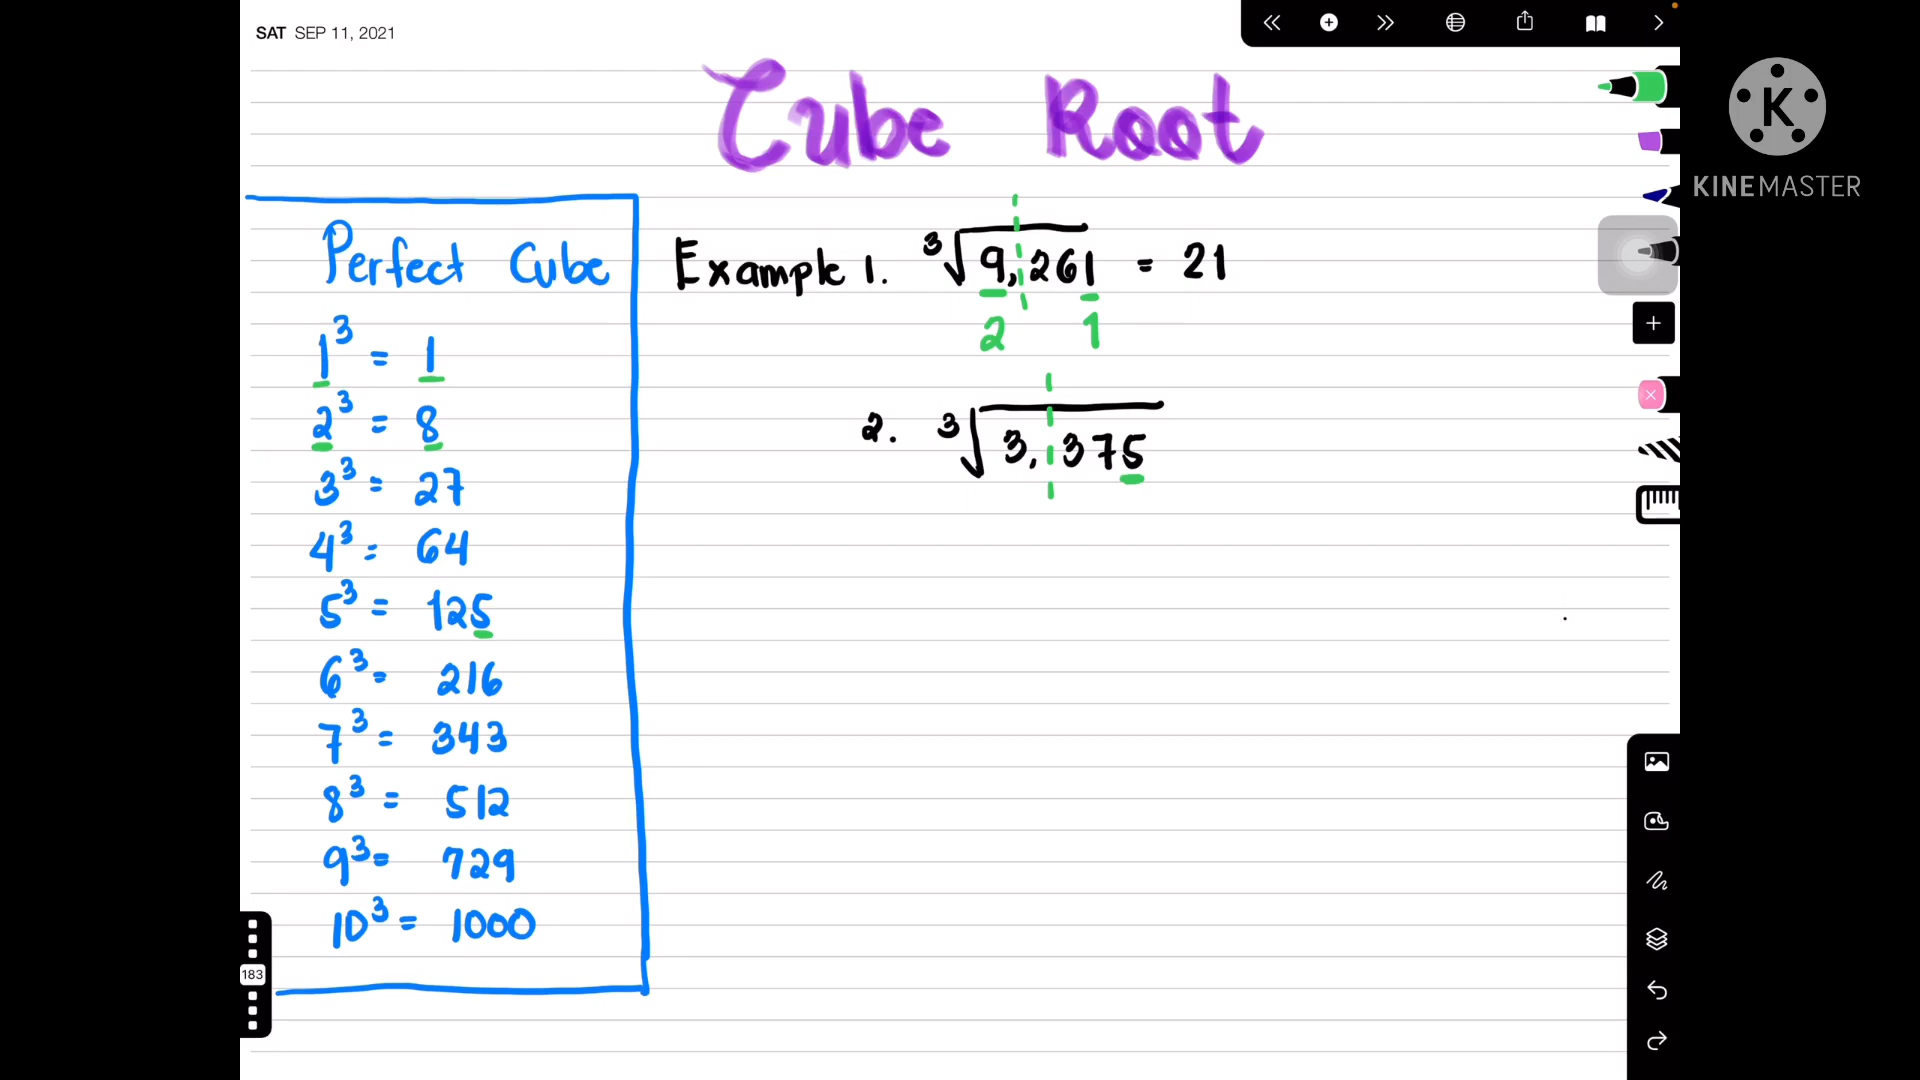 SAT SEP 11, 2021
KINEMASTER
Cube Root
Perfect Cube
1³ = 1
2³ = 8
3³ = 27
4³ = 64
5³ = 125
6³ = 216
7³ = 343
8³ = 512
9³ = 729
10³ = 1000
Example 1. ³√9,261 = 21
2 1
2. ³√3,375
183